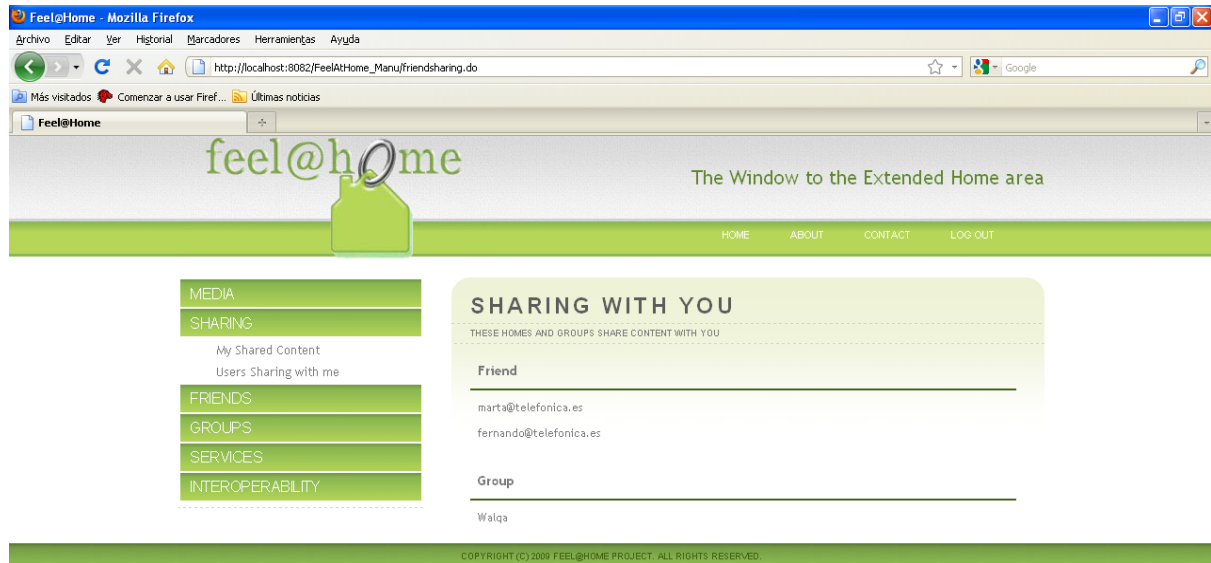 Feel@Home - Mozilla Firefox
Archivo Editar Ver Historial Marcadores Herramientas Ayuda
http://localhost:8082/FeelAtHome_Manu/friendsharing.do
Google
Más visitados Comenzar a usar Firef... Últimas noticias
Feel@Home
feel@home
The Window to the Extended Home area
HOME ABOUT CONTACT LOG OUT
MEDIA
SHARING
My Shared Content
Users Sharing with me
FRIENDS
GROUPS
SERVICES
INTEROPERABILITY
SHARING WITH YOU
THESE HOMES AND GROUPS SHARE CONTENT WITH YOU
Friend
marta@telefonica.es
fernando@telefonica.es
Group
Walqa
COPYRIGHT (C) 2009 FEEL@HOME PROJECT. ALL RIGHTS RESERVED.